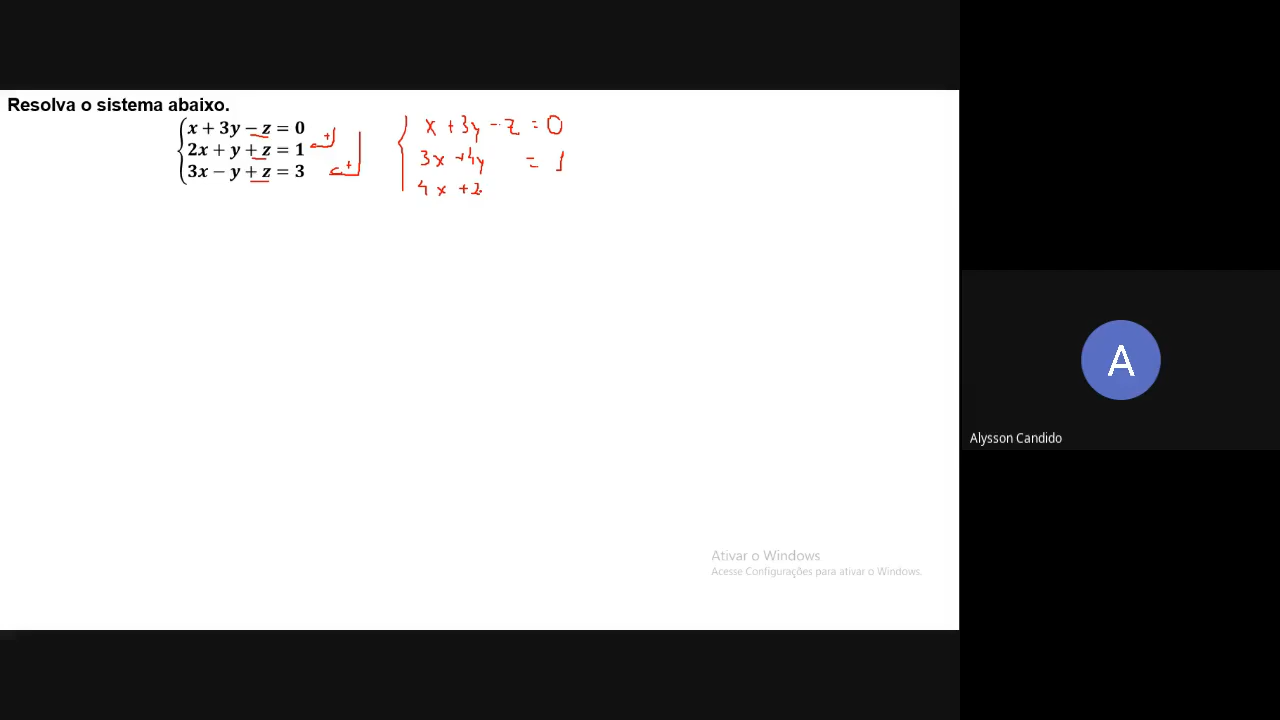 Resolva o sistema abaixo.
x + 3y − z = 0
2x + y + z = 1
3x − y + z = 3
+
+
x + 3y - z = 0
3x + 4y = 1
4x + 2
Ativar o Windows
Acesse Configurações para ativar o Windows.
A
Alysson Candido